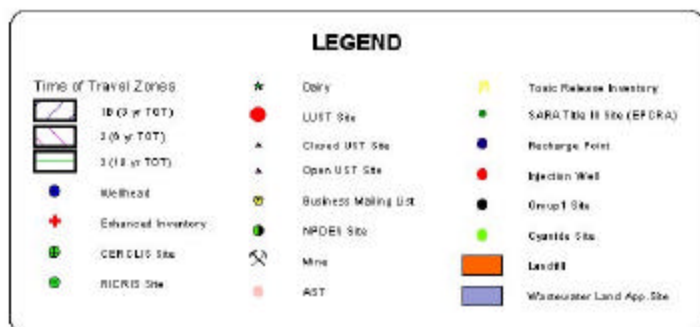 LEGEND
Time of Travel Zones
1B (3 yr TOT)
2 (6 yr TOT)
3 (10 yr TOT)
Wellhead
Enhanced Inventory
CERCLIS Site
RICRIS Site
Dairy
LUST Site
Closed UST Site
Open UST Site
Business Mailing List
NPDES Site
Mine
AST
Toxic Release Inventory
SARA Title III Site (EPCRA)
Recharge Point
Injection Well
Group1 Site
Cyanide Site
Landfill
Wastewater Land App. Site